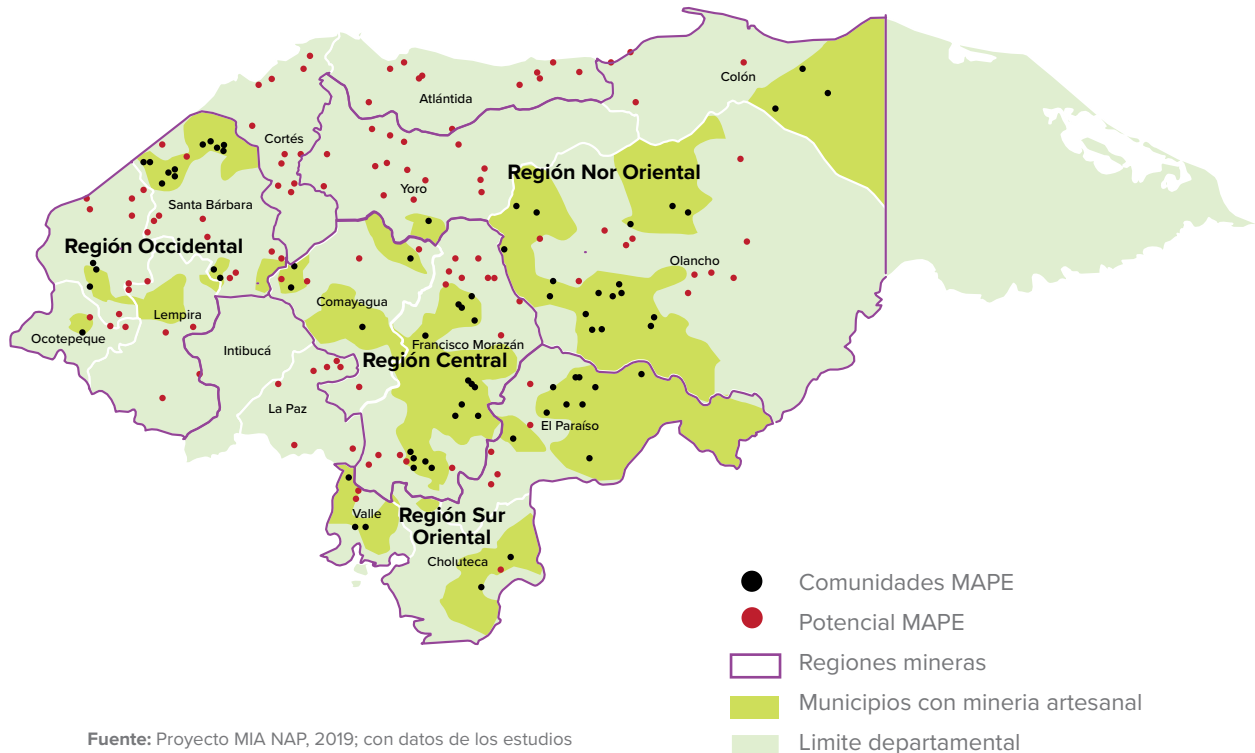 Colón
Atlántida
Cortés
Región Nor Oriental
Yoro
Santa Bárbara
Región Occidental
Olancho
Comayagua
Lempira
Ocotepeque
Francisco Morazán
Intibucá
Región Central
La Paz
El Paraíso
Valle
Región Sur
Oriental
Choluteca
Comunidades MAPE
Potencial MAPE
Regiones mineras
Municipios con mineria artesanal
Limite departamental
Fuente: Proyecto MIA NAP, 2019; con datos de los estudios